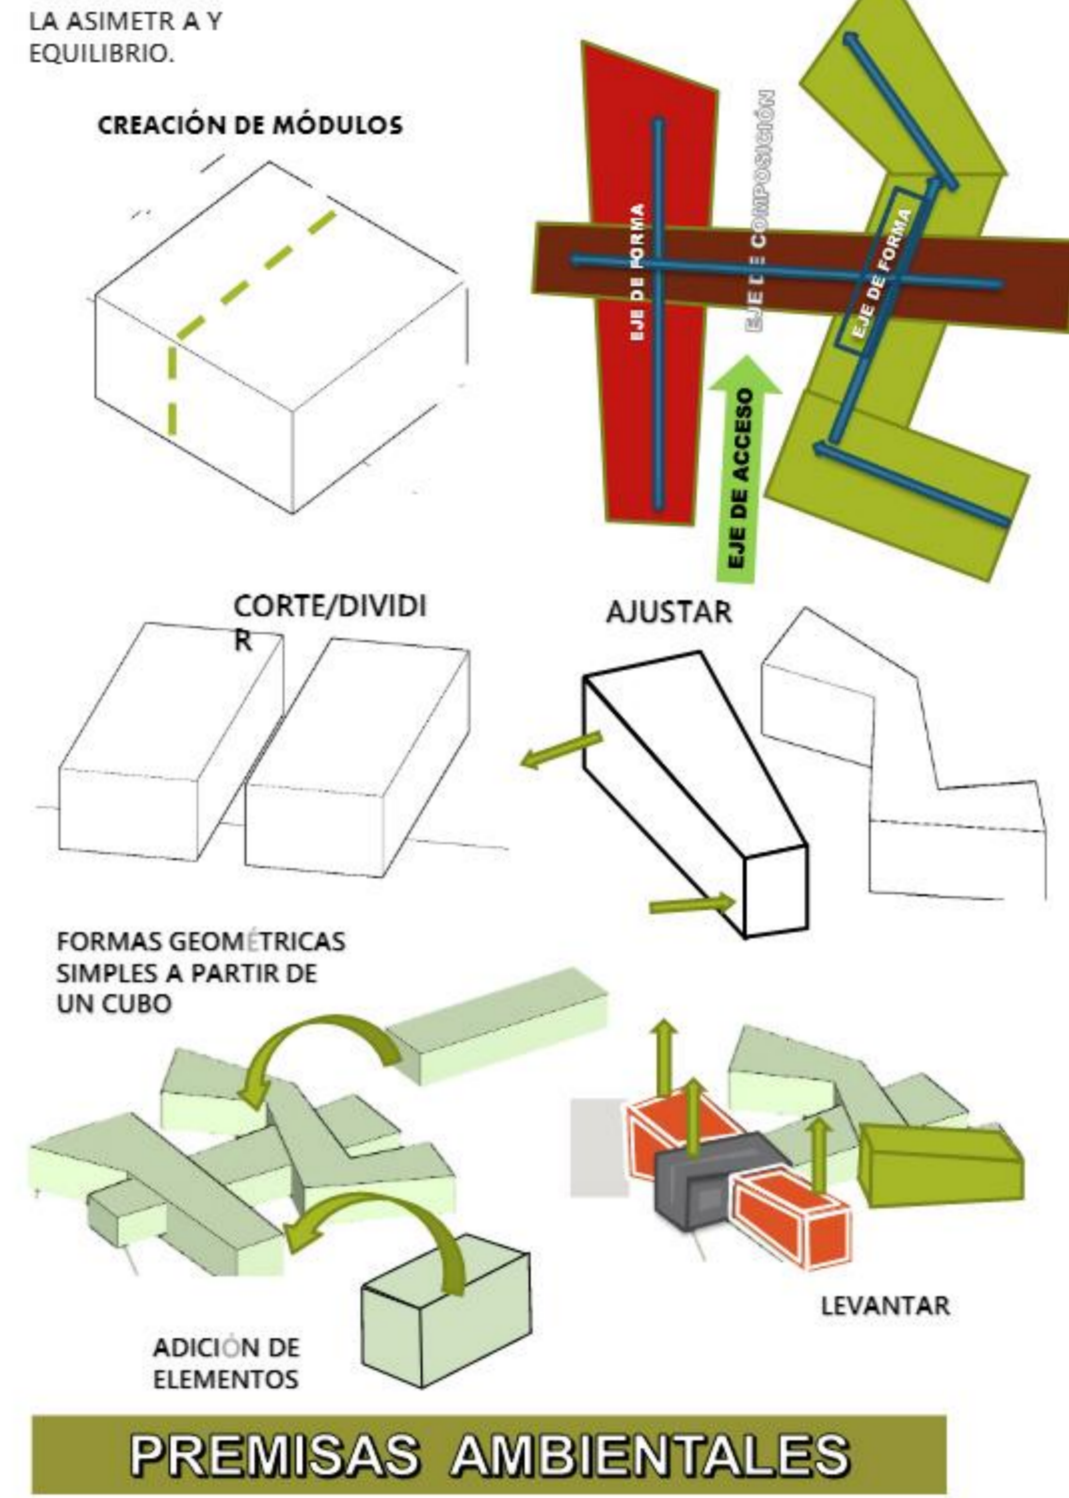 LA ASIMETR A Y
EQUILIBRIO.
CREACIÓN DE MÓDULOS
EJE DE FORMA
EJE DE COMPOSICIÓN
EJE DE FORMA
EJE DE ACCESO
CORTE/DIVIDI
R
AJUSTAR
FORMAS GEOMÉTRICAS
SIMPLES A PARTIR DE
UN CUBO
ADICIÓN DE
ELEMENTOS
LEVANTAR
PREMISAS AMBIENTALES